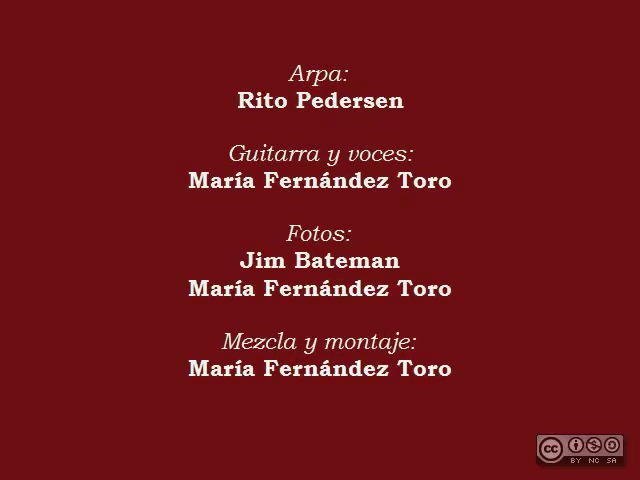 Arpa:
Rito Pedersen
Guitarra y voces:
María Fernández Toro
Fotos:
Jim Bateman
María Fernández Toro
Mezcla y montaje:
María Fernández Toro
cc
BY NC SA